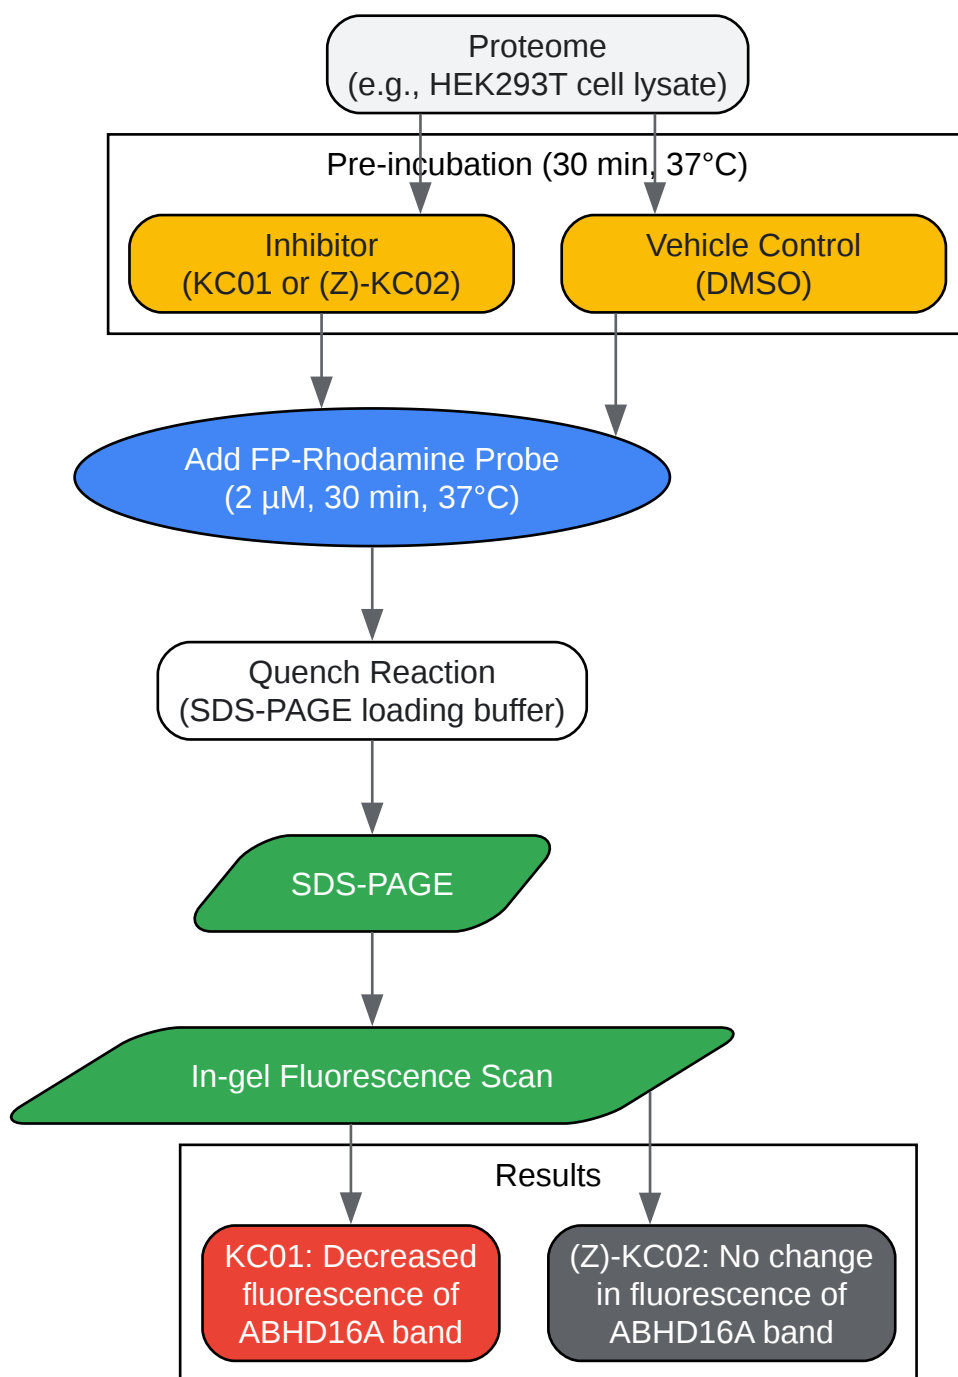 Proteome
(e.g., HEK293T cell lysate)
Pre-incubation (30 min, 37°C)
Inhibitor
(KC01 or (Z)-KC02)
Vehicle Control
(DMSO)
Add FP-Rhodamine Probe
(2 µM, 30 min, 37°C)
Quench Reaction
(SDS-PAGE loading buffer)
SDS-PAGE
In-gel Fluorescence Scan
Results
KC01: Decreased
fluorescence of
ABHD16A band
(Z)-KC02: No change
in fluorescence of
ABHD16A band